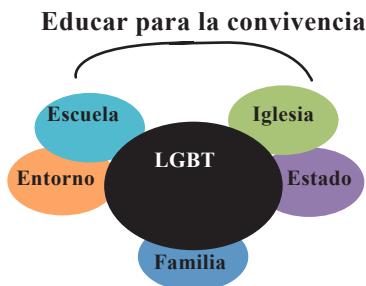 Educar para la convivencia
Escuela
Iglesia
LGBT
Entorno
Estado
Familia